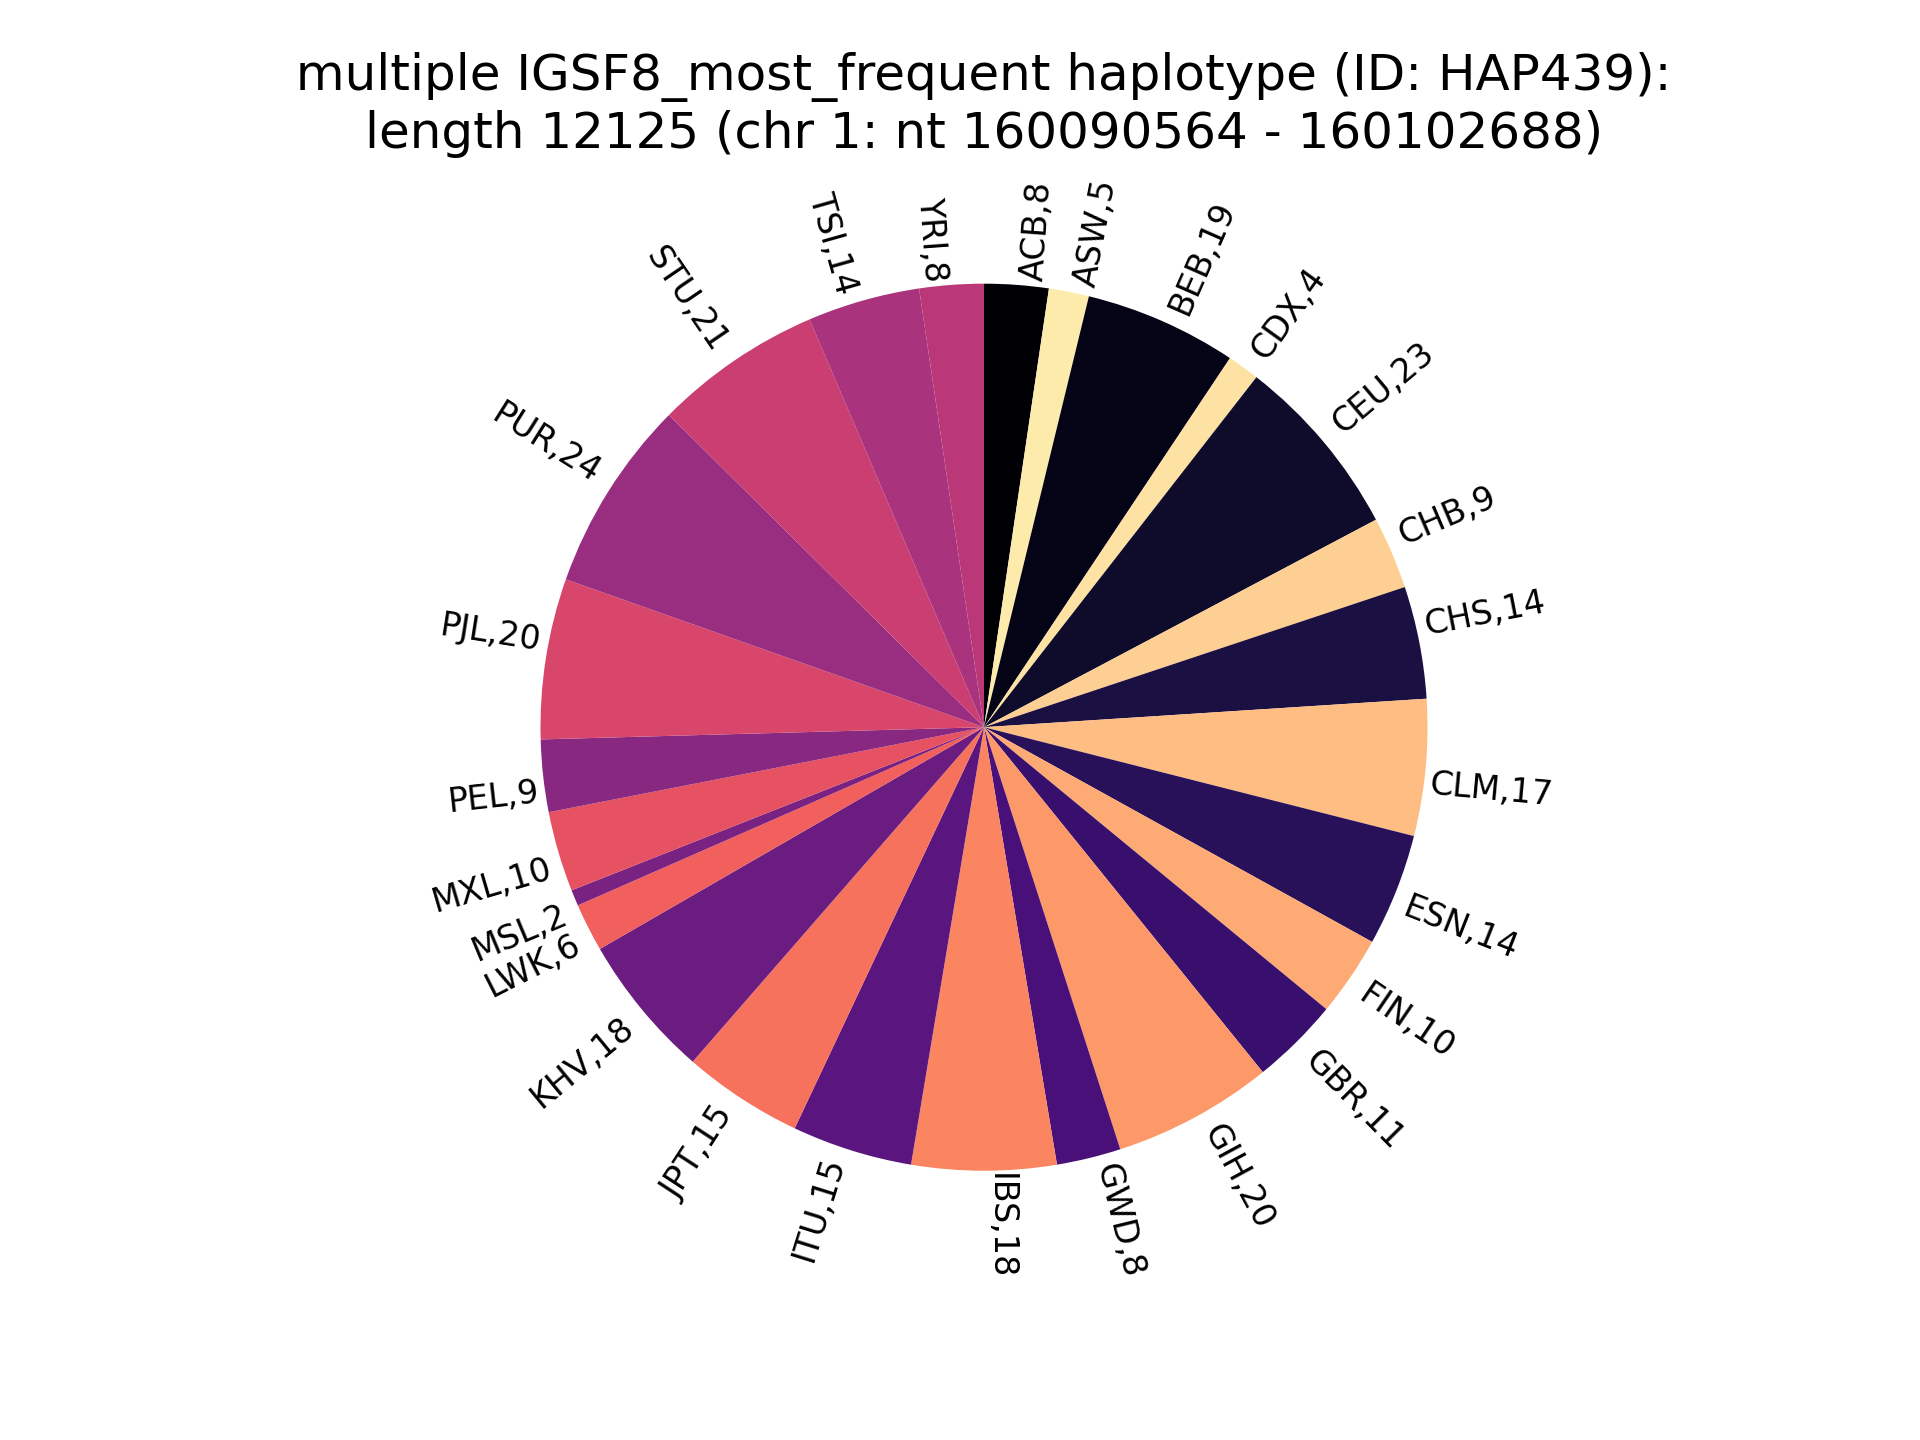 multiple IGSF8_most_frequent haplotype (ID: HAP439):
length 12125 (chr 1: nt 160090564 - 160102688)
ACB,8
ASW,5
BEB,19
CDX,4
CEU,23
CHB,9
CHS,14
CLM,17
ESN,14
FIN,10
GBR,11
GIH,20
GWD,8
IBS,18
ITU,15
JPT,15
KHV,18
LWK,6
MSL,2
MXL,10
PEL,9
PJL,20
PUR,24
STU,21
TSI,14
YRI,8